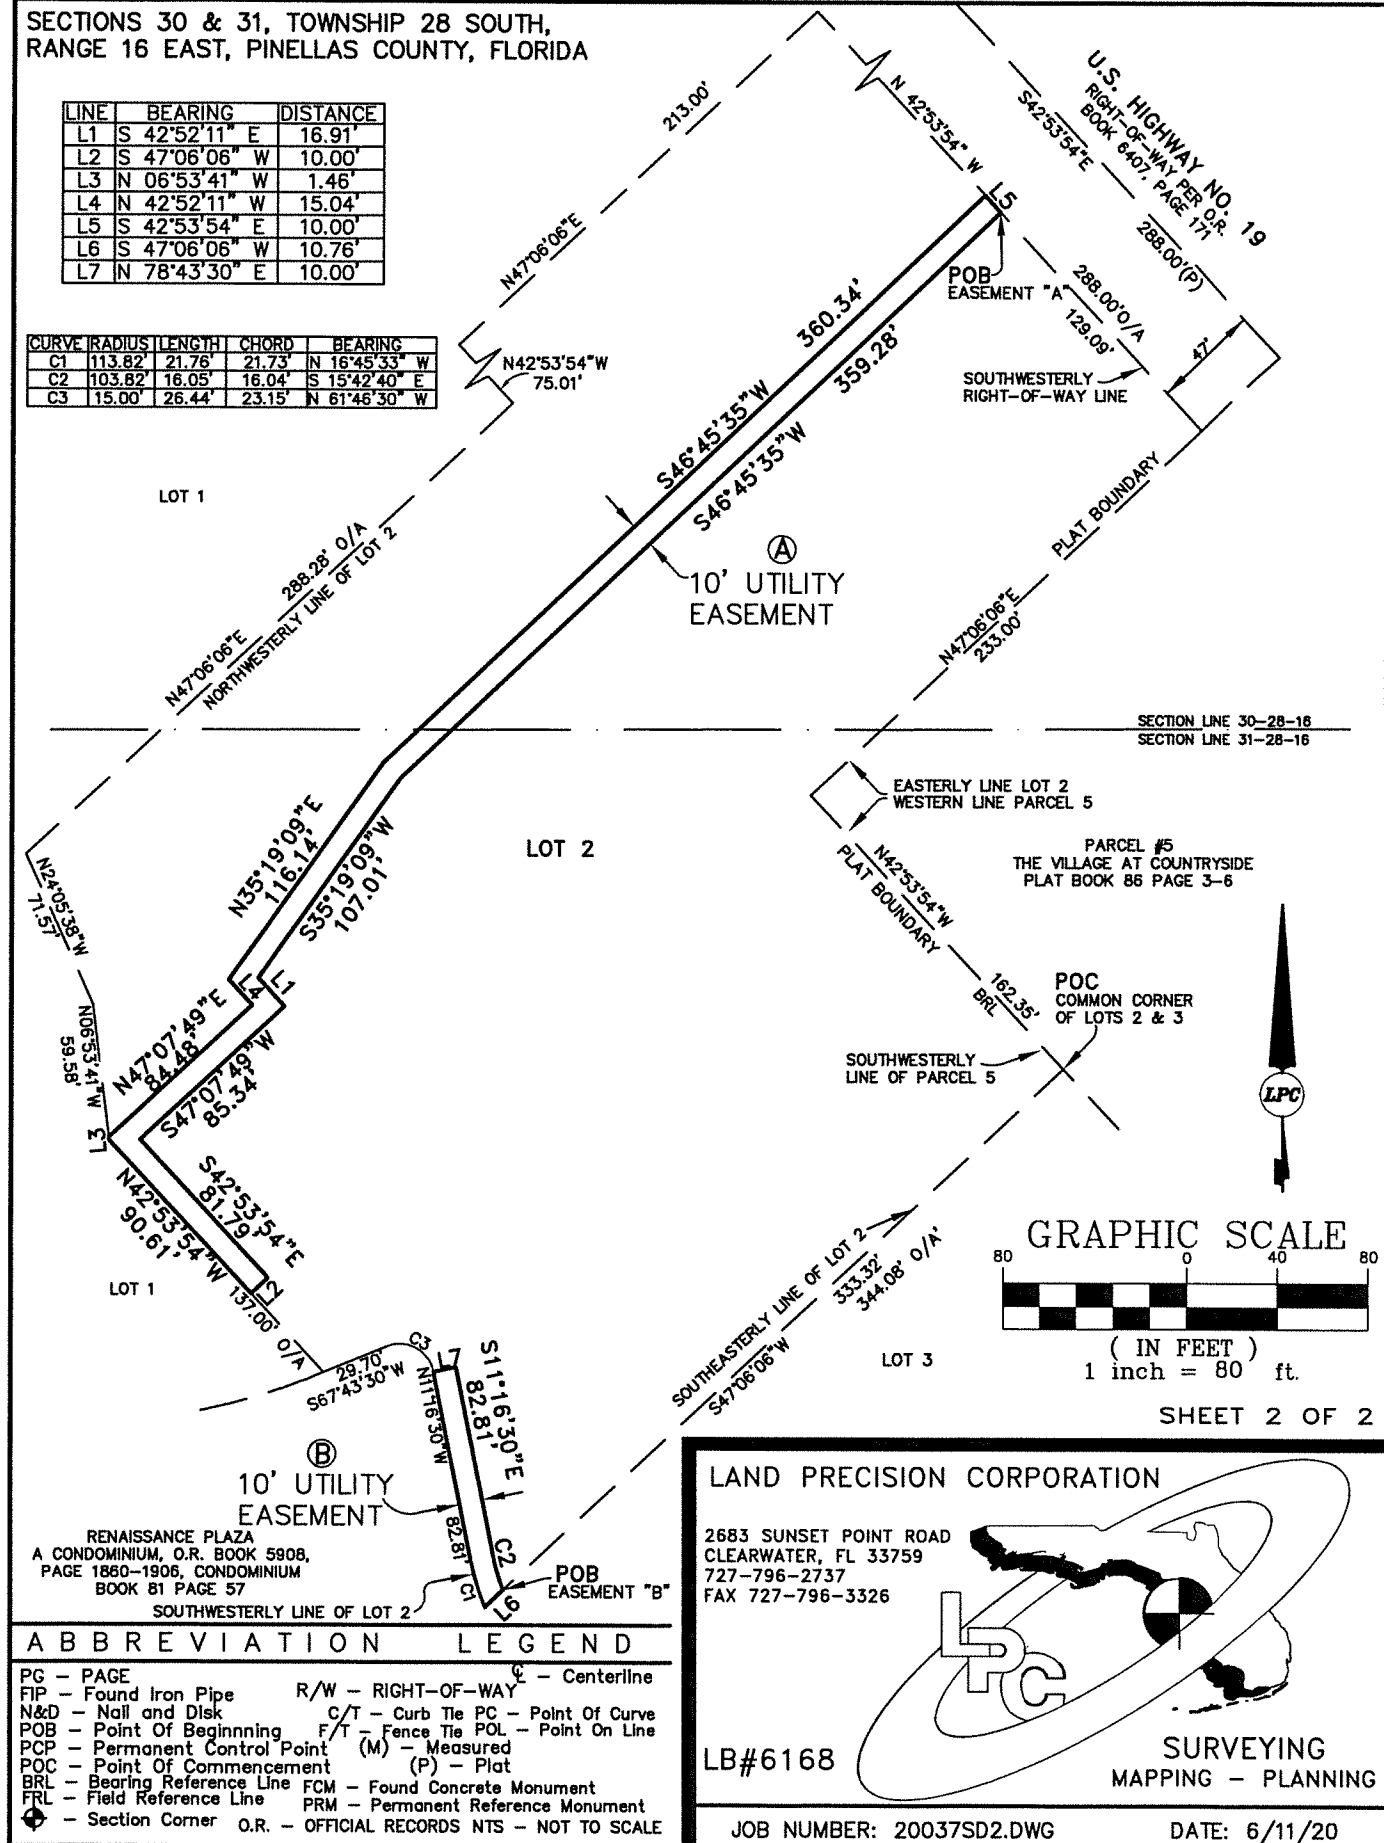 SECTIONS 30 & 31, TOWNSHIP 28 SOUTH,
RANGE 16 EAST, PINELLAS COUNTY, FLORIDA
LINE BEARING DISTANCE
L1 S 42°52'11" E 16.91'
L2 S 47°06'06" W 10.00'
L3 N 06°53'41" W 1.46'
L4 N 42°52'11" W 15.04'
L5 S 42°53'54" E 10.00'
L6 S 47°06'06" W 10.76'
L7 N 78°43'30" E 10.00'
CURVE RADIUS LENGTH CHORD BEARING
C1 113.82' 21.76' 21.73' N 16°45'33" W
C2 103.82' 16.05' 16.04' S 15°42'40" E
C3 15.00' 26.44' 23.15' N 61°46'30" W
213.00'
N47°06'06"E
N 42°53'54" W
S42°53'54"E
U.S. HIGHWAY NO. 19
RIGHT-OF-WAY PER O.R.
BOOK 6407, PAGE 171
288.00'(P)
L5
POB
EASEMENT "A"
288.00'O/A
129.09'
47'
SOUTHWESTERLY
RIGHT-OF-WAY LINE
N42°53'54"W
75.01'
360.34'
S46°45'35"W
359.28'
S46°45'35"W
LOT 1
288.28' O/A
N47°06'06"E
NORTHWESTERLY LINE OF LOT 2
A
10' UTILITY
EASEMENT
PLAT BOUNDARY
N47°06'06"E
233.00'
SECTION LINE 30-28-16
SECTION LINE 31-28-16
EASTERLY LINE LOT 2
WESTERN LINE PARCEL 5
LOT 2
PARCEL #5
THE VILLAGE AT COUNTRYSIDE
PLAT BOOK 86 PAGE 3-6
N42°53'54"W
PLAT BOUNDARY
162.35'
BRL
POC
COMMON CORNER
OF LOTS 2 & 3
SOUTHWESTERLY
LINE OF PARCEL 5
N35°19'09"E
116.14'
S35°19'09"W
107.01'
N24°05'38"W
71.57'
L4
L1
N06°53'41"W
59.58'
N47°07'49"E
84.48'
S47°07'49"W
85.34'
L3
S42°53'54"E
81.79'
N42°53'54"W
90.61'
L2
LOT 1
137.00' O/A
LPC
GRAPHIC SCALE
80 0 40 80
( IN FEET )
1 inch = 80 ft.
SOUTHEASTERLY LINE OF LOT 2
333.32'
344.08' O/A'
S47°06'06"W
LOT 3
29.70'
S67°43'30"W
C3
L7
N11°16'30"W
82.81'
S11°16'30"E
82.81'
B
10' UTILITY
EASEMENT
C2
C1
L6
POB
EASEMENT "B"
RENAISSANCE PLAZA
A CONDOMINIUM, O.R. BOOK 5908,
PAGE 1860-1906, CONDOMINIUM
BOOK 81 PAGE 57
SOUTHWESTERLY LINE OF LOT 2
SHEET 2 OF 2
ABBREVIATION LEGEND
PG - PAGE
℄ - Centerline
FIP - Found Iron Pipe R/W - RIGHT-OF-WAY
N&D - Nail and Disk C/T - Curb Tie PC - Point Of Curve
POB - Point Of Beginnning F/T - Fence Tie POL - Point On Line
PCP - Permanent Control Point (M) - Measured
POC - Point Of Commencement (P) - Plat
BRL - Bearing Reference Line FCM - Found Concrete Monument
FRL - Field Reference Line PRM - Permanent Reference Monument
- Section Corner O.R. - OFFICIAL RECORDS NTS - NOT TO SCALE
LAND PRECISION CORPORATION
2683 SUNSET POINT ROAD
CLEARWATER, FL 33759
727-796-2737
FAX 727-796-3326
LPC
LB#6168
SURVEYING
MAPPING - PLANNING
JOB NUMBER: 20037SD2.DWG DATE: 6/11/20